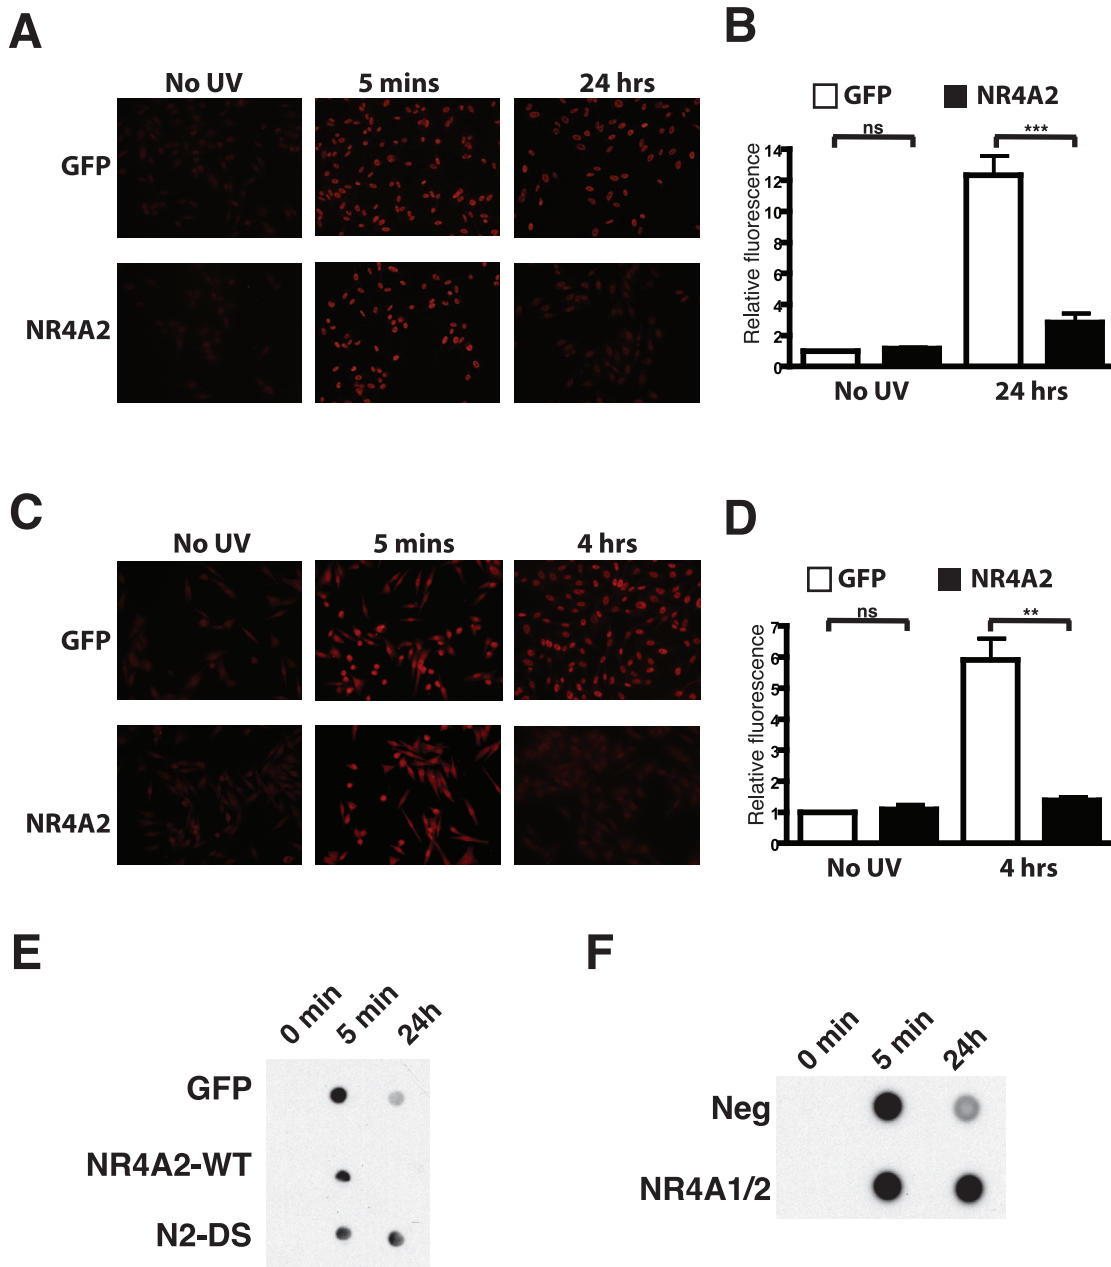 A
No UV 5 mins 24 hrs
GFP
NR4A2
B
GFP NR4A2
ns ***
Relative fluorescence
14
12
10
8
6
4
2
0
No UV 24 hrs
C
No UV 5 mins 4 hrs
GFP
NR4A2
D
GFP NR4A2
ns **
Relative fluorescence
7
6
5
4
3
2
1
0
No UV 4 hrs
E
0 min 5 min 24h
GFP
NR4A2-WT
N2-DS
F
0 min 5 min 24h
Neg
NR4A1/2